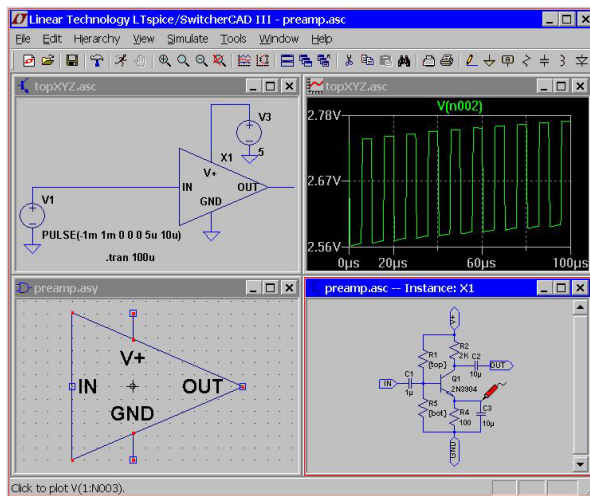 Linear Technology LTspice/SwitcherCAD III - preamp.asc
File Edit Hierarchy View Simulate Tools Window Help
topXYZ.asc
V3
5
X1
V+
IN
OUT
GND
V1
PULSE(-1m 1m 0 0 0 5u 10u)
.tran 100u
topXYZ.asc
V(n002)
2.78V
2.67V
2.56V
0µs 20µs 60µs 100µs
preamp.asy
V+
IN
OUT
GND
preamp.asc -- Instance: X1
V+
R1
{top}
R2
2K
C2
10µ
OUT
C1
1µ
IN
Q1
2N3904
R5
{bot}
R4
100
C3
10µ
GND
Click to plot V(1:N003).